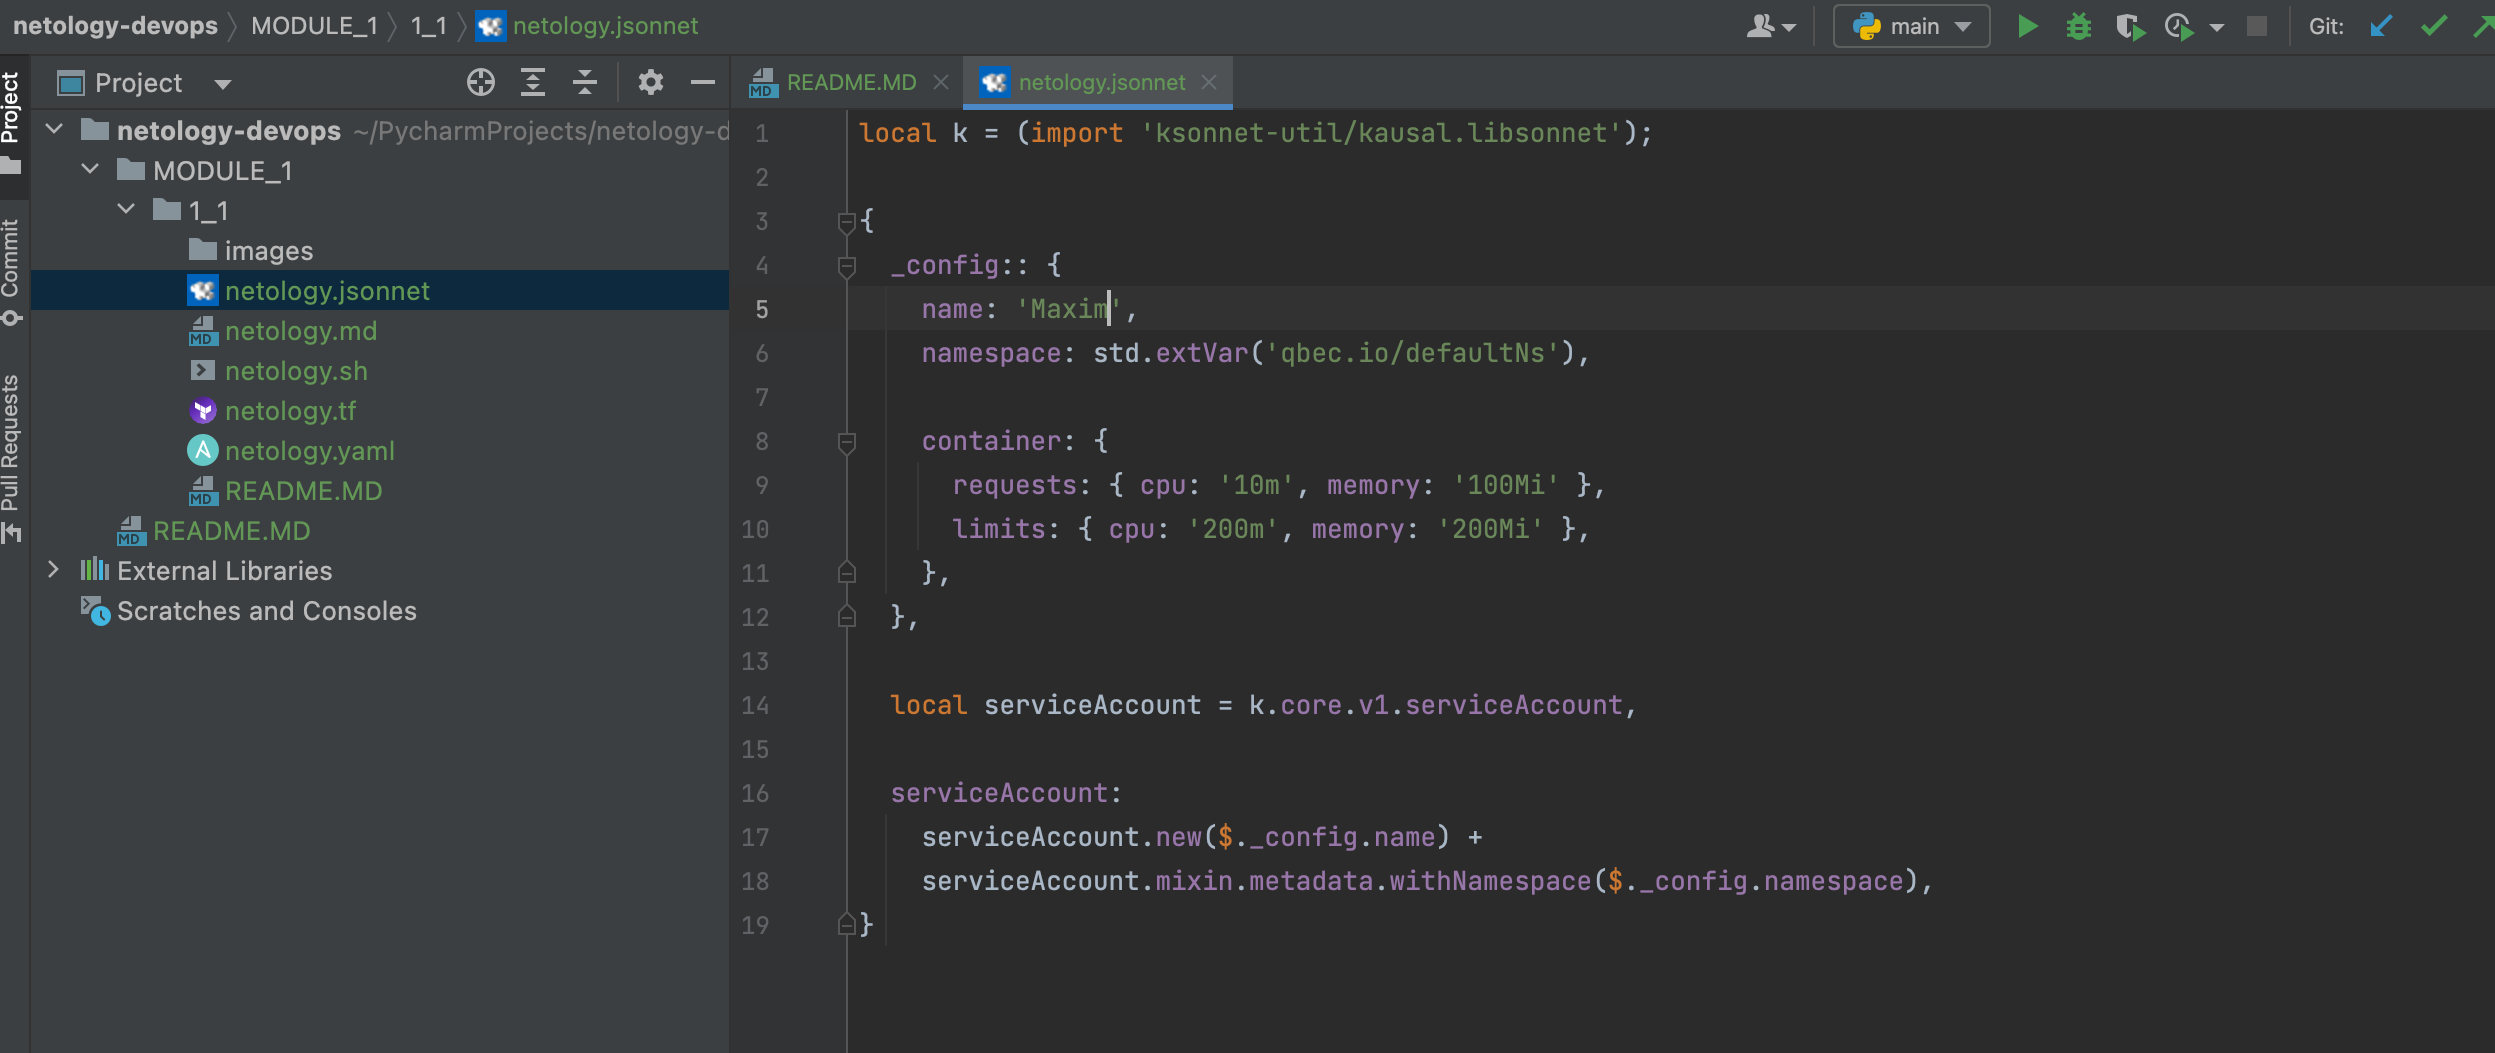 netology-devops MODULE_1 1_1 netology.jsonnet main Git:
Project
README.MD netology.jsonnet
Project
Commit
Pull Requests
netology-devops ~/PycharmProjects/netology-d
MODULE_1
1_1
images
netology.jsonnet
netology.md
netology.sh
netology.tf
netology.yaml
README.MD
README.MD
External Libraries
Scratches and Consoles
1 local k = (import 'ksonnet-util/kausal.libsonnet');
2
3 {
4   _config:: {
5     name: 'Maxim',
6     namespace: std.extVar('qbec.io/defaultNs'),
7
8     container: {
9       requests: { cpu: '10m', memory: '100Mi' },
10       limits: { cpu: '200m', memory: '200Mi' },
11     },
12   },
13
14   local serviceAccount = k.core.v1.serviceAccount,
15
16   serviceAccount:
17     serviceAccount.new($._config.name) +
18     serviceAccount.mixin.metadata.withNamespace($._config.namespace),
19 }